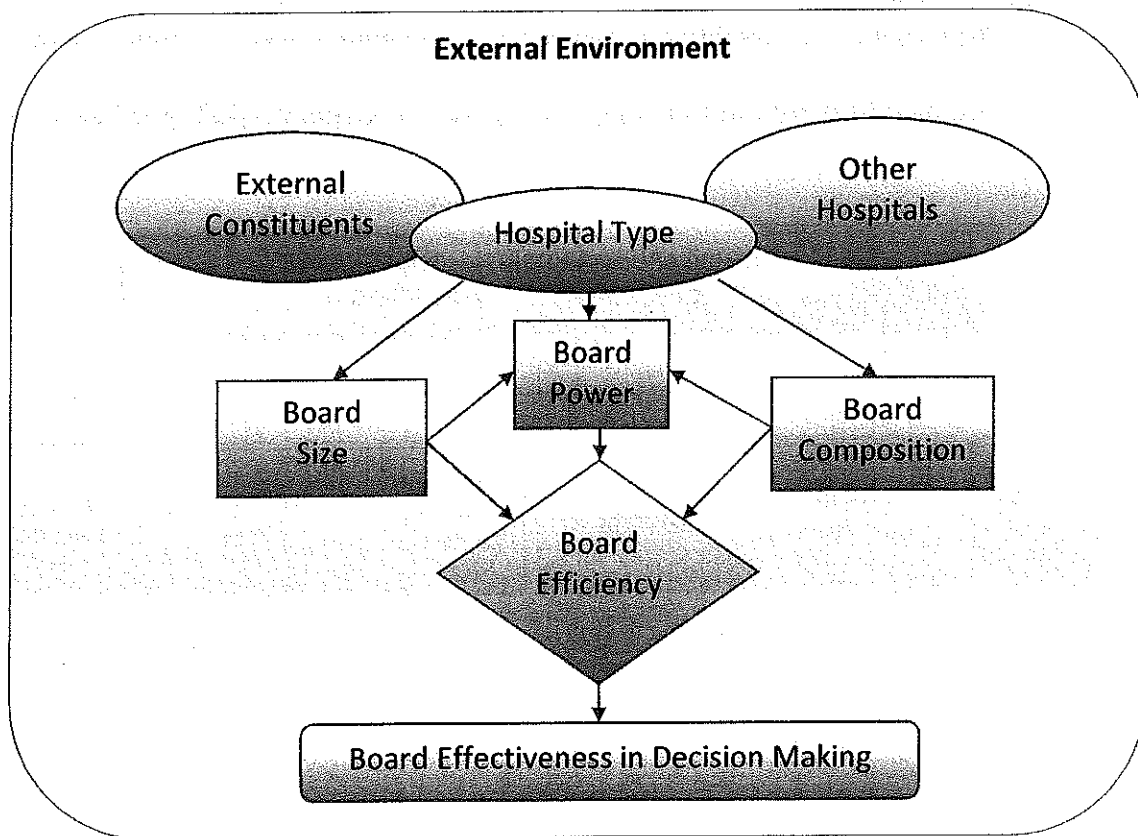 External Environment
External
Constituents
Other
Hospitals
Hospital Type
Board
Power
Board
Size
Board
Composition
Board
Efficiency
Board Effectiveness in Decision Making